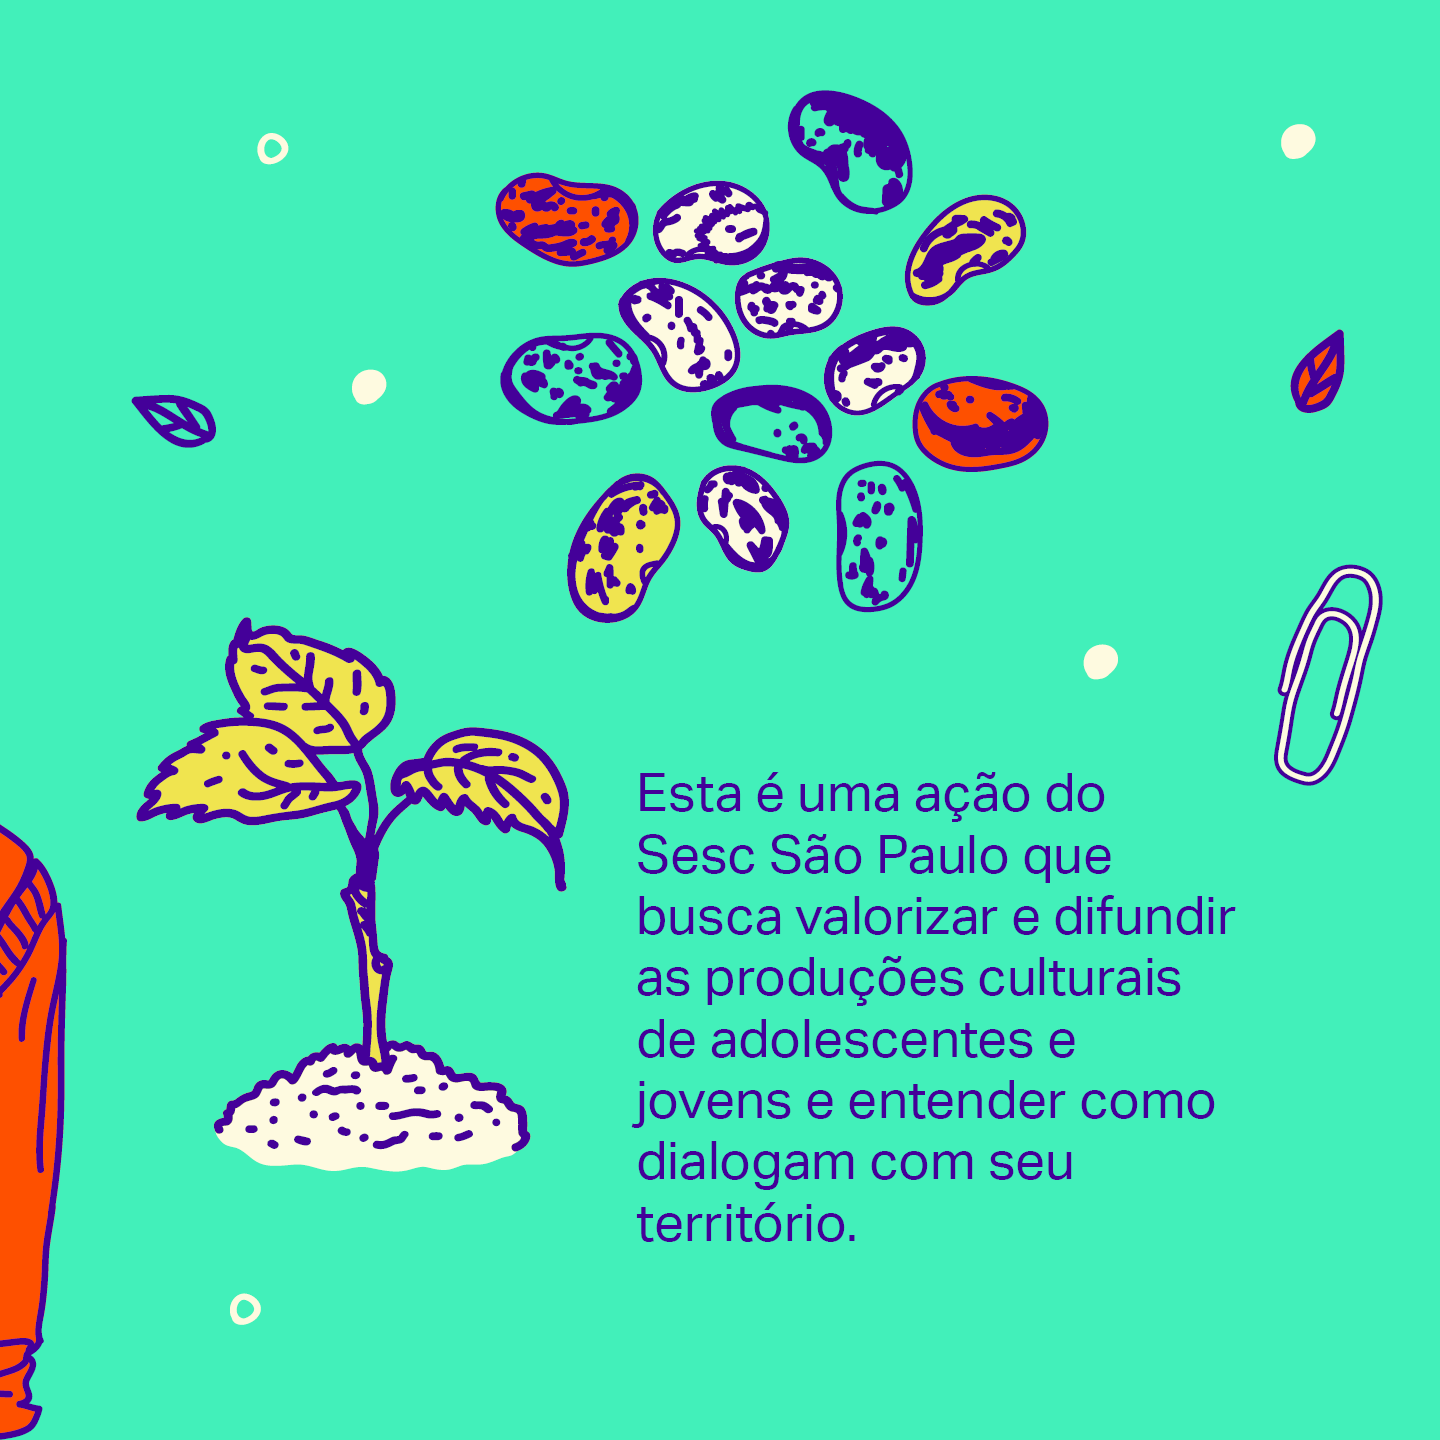 Esta é uma ação do
Sesc São Paulo que
busca valorizar e difundir
as produções culturais
de adolescentes e
jovens e entender como
dialogam com seu
território.